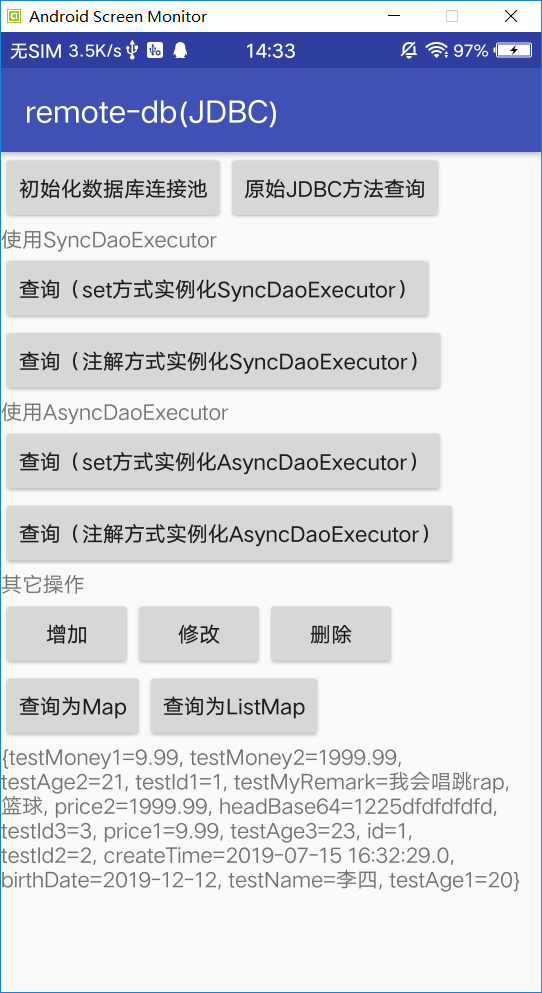 Android Screen Monitor
无SIM 3.5K/s 14:33 97%
remote-db(JDBC)
初始化数据库连接池 原始JDBC方法查询
使用SyncDaoExecutor
查询（set方式实例化SyncDaoExecutor）
查询（注解方式实例化SyncDaoExecutor）
使用AsyncDaoExecutor
查询（set方式实例化AsyncDaoExecutor）
查询（注解方式实例化AsyncDaoExecutor）
其它操作
增加 修改 删除
查询为Map 查询为ListMap
{testMoney1=9.99, testMoney2=1999.99,
testAge2=21, testId1=1, testMyRemark=我会唱跳rap,
篮球, price2=1999.99, headBase64=1225dfdfdfdfd,
testId3=3, price1=9.99, testAge3=23, id=1,
testId2=2, createTime=2019-07-15 16:32:29.0,
birthDate=2019-12-12, testName=李四, testAge1=20}